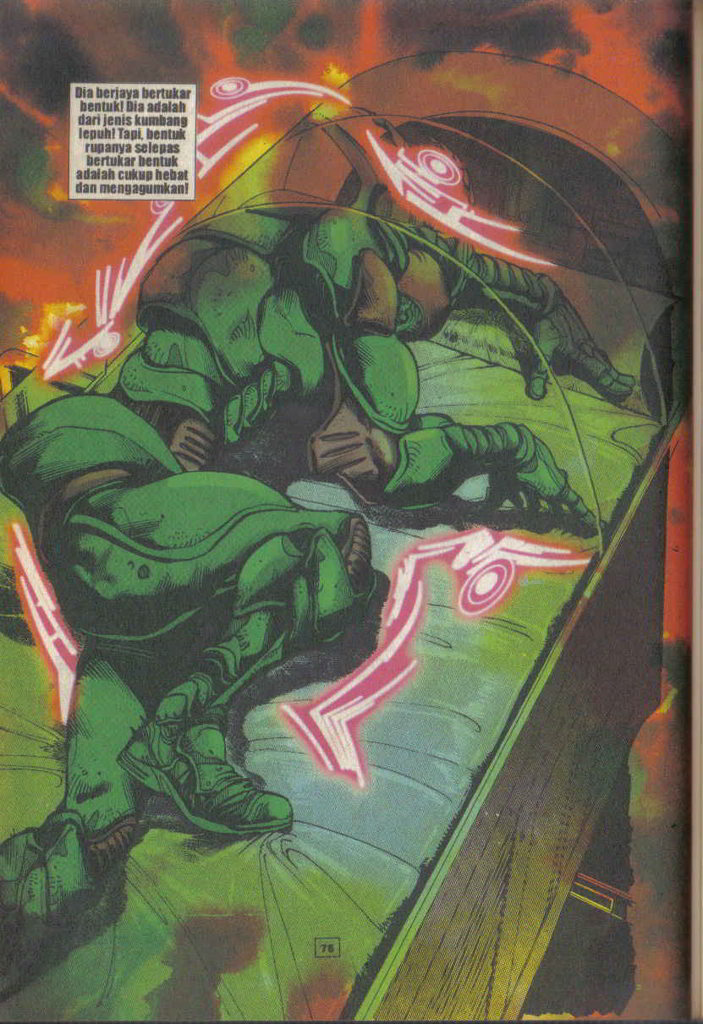 Dia berjaya bertukar
bentuk! Dia adalah
dari jenis kumbang
lepuh! Tapi, bentuk
rupanya selepas
bertukar bentuk
adalah cukup hebat
dan mengagumkan!
76